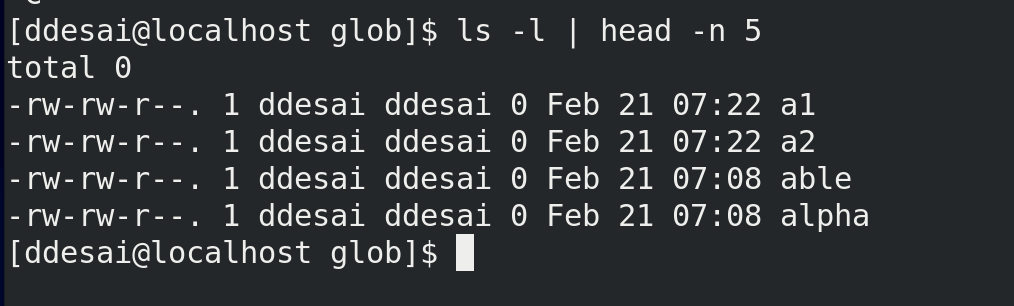 [ddesai@localhost glob]$ ls -l | head -n 5
total 0
-rw-rw-r--. 1 ddesai ddesai 0 Feb 21 07:22 a1
-rw-rw-r--. 1 ddesai ddesai 0 Feb 21 07:22 a2
-rw-rw-r--. 1 ddesai ddesai 0 Feb 21 07:08 able
-rw-rw-r--. 1 ddesai ddesai 0 Feb 21 07:08 alpha
[ddesai@localhost glob]$